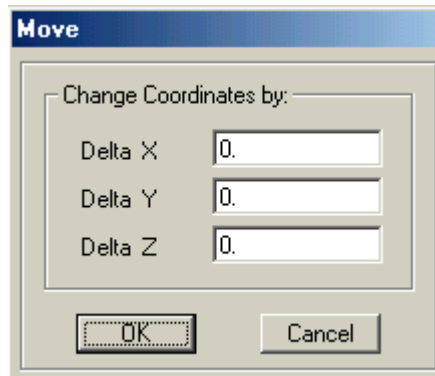 Move
Change Coordinates by:
Delta X 0.
Delta Y 0.
Delta Z 0.
OK Cancel